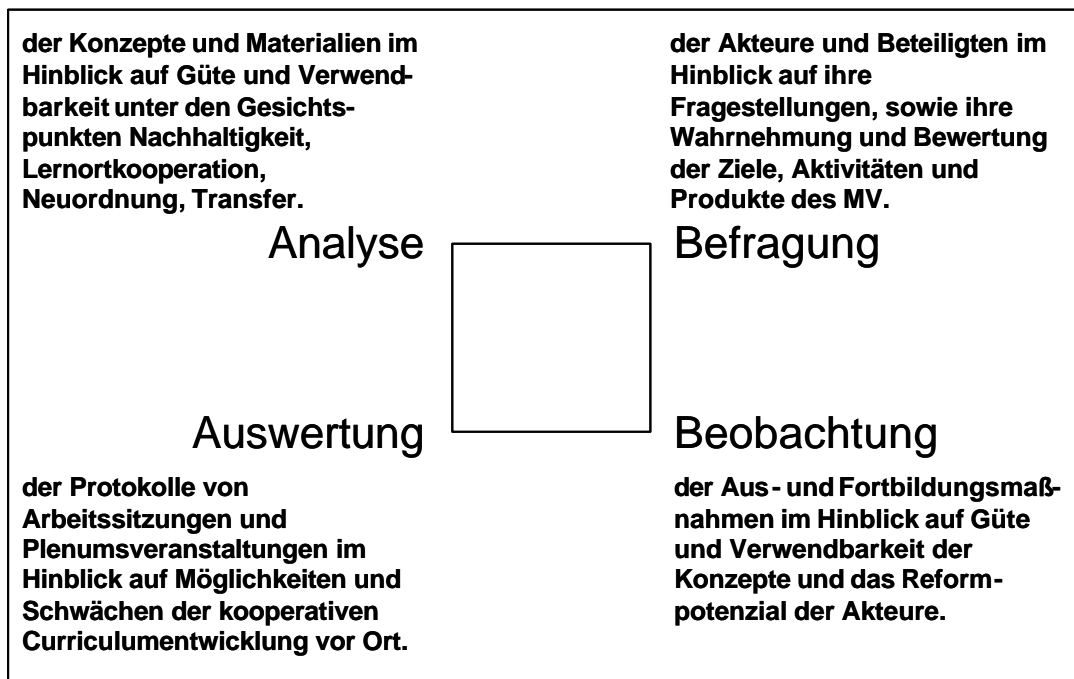 der Konzepte und Materialien im
Hinblick auf Güte und Verwend-
barkeit unter den Gesichts-
punkten Nachhaltigkeit,
Lernortkooperation,
Neuordnung, Transfer.
Analyse
der Akteure und Beteiligten im
Hinblick auf ihre
Fragestellungen, sowie ihre
Wahrnehmung und Bewertung
der Ziele, Aktivitäten und
Produkte des MV.
Befragung
Auswertung
der Protokolle von
Arbeitssitzungen und
Plenumsveranstaltungen im
Hinblick auf Möglichkeiten und
Schwächen der kooperativen
Curriculumentwicklung vor Ort.
Beobachtung
der Aus- und Fortbildungsmaß-
nahmen im Hinblick auf Güte
und Verwendbarkeit der
Konzepte und das Reform-
potenzial der Akteure.